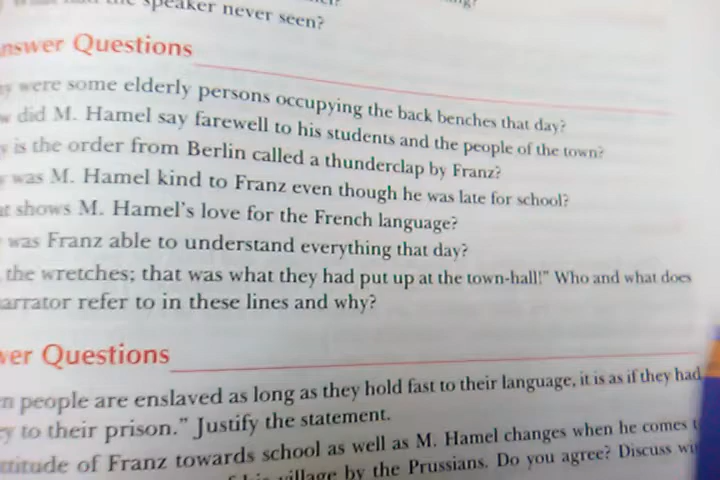 the speaker never seen?
nswer Questions
y were some elderly persons occupying the back benches that day?
w did M. Hamel say farewell to his students and the people of the town?
y is the order from Berlin called a thunderclap by Franz?
y was M. Hamel kind to Franz even though he was late for school?
at shows M. Hamel's love for the French language?
was Franz able to understand everything that day?
the wretches; that was what they had put up at the town-hall!" Who and what does
arrator refer to in these lines and why?
wer Questions
n people are enslaved as long as they hold fast to their language, it is as if they had
ey to their prison." Justify the statement.
ttitude of Franz towards school as well as M. Hamel changes when he comes t
village by the Prussians. Do you agree? Discuss wi